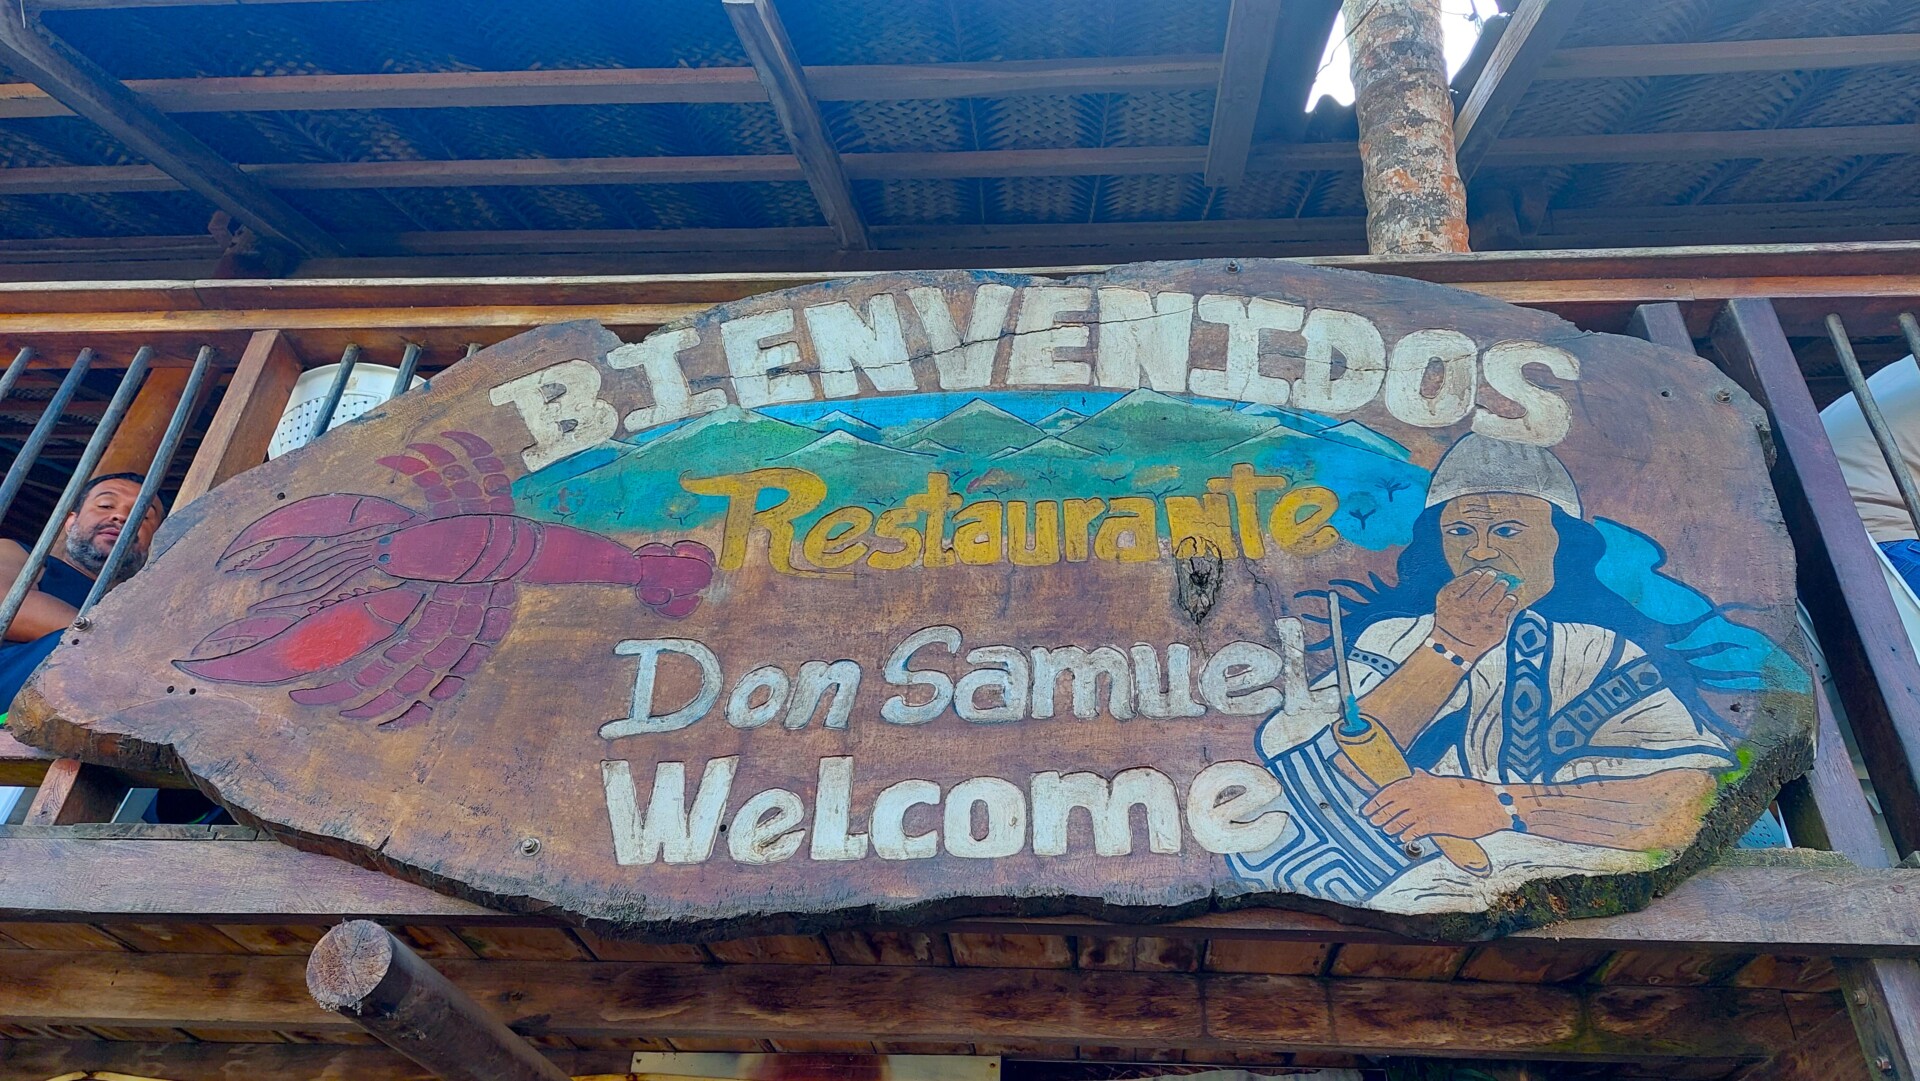 BIENVENIDOS
Restaurante
Don Samuel
Welcome